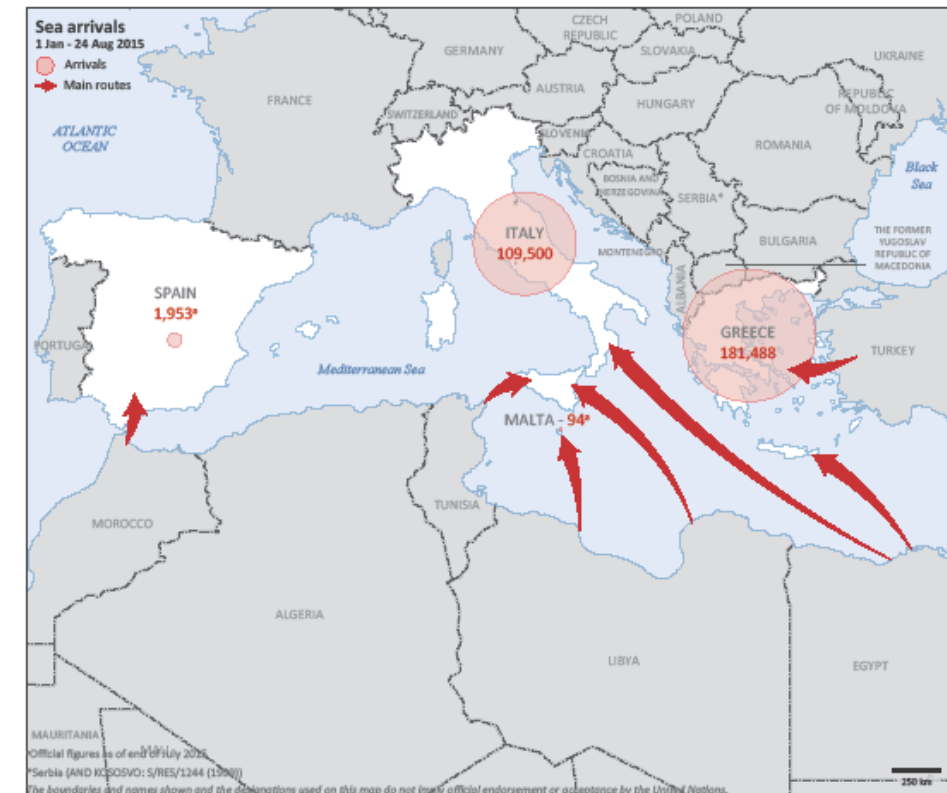 Sea arrivals
1 Jan - 24 Aug 2015
Arrivals
Main routes
CZECH
REPUBLIC
POLAND
GERMANY
SLOVAKIA
UKRAINE
AUSTRIA
FRANCE
HUNGARY
REPUBLIC
OF MOLDOVA
SWITZERLAND
ATLANTIC
OCEAN
SLOVENIA
ROMANIA
CROATIA
BOSNIA AND
HERZEGOVINA
SERBIA*
Black
Sea
ITALY
109,500
MONTENEGRO
BULGARIA
THE FORMER
YUGOSLAV
REPUBLIC OF
MACEDONIA
ALBANIA
SPAIN
1,953ª
PORTUGA
GREECE
181,488
TURKEY
Mediterranean Sea
MALTA - 94ª
TUNISIA
MOROCCO
ALGERIA
LIBYA
EGYPT
MAURITANIA
MALI
Official figures as of end of July 2015
*Serbia (AND KOSOSVO: S/RES/1244 (1999))
The boundaries and names shown and the designations used on this map do not imply official endorsement or acceptance by the United Nations.
250 km